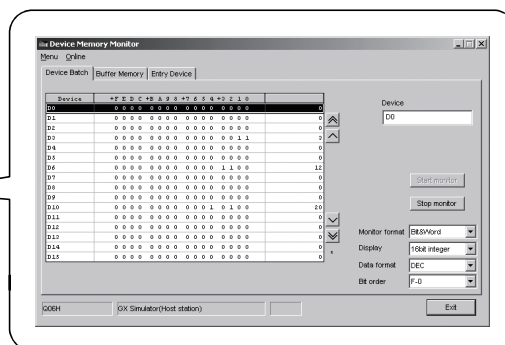 Device Memory Monitor
Menu Online
Device Batch Buffer Memory Entry Device
Device +F E D C +B A 9 8 +7 6 5 4 +3 2 1 0
D0 0 0 0 0 0 0 0 0 0 0 0 0 0 0 0 0 0
D1 0 0 0 0 0 0 0 0 0 0 0 0 0 0 0 0 0
D2 0 0 0 0 0 0 0 0 0 0 0 0 0 0 0 0 0
D3 0 0 0 0 0 0 0 0 0 0 0 0 0 0 1 1 3
D4 0 0 0 0 0 0 0 0 0 0 0 0 0 0 0 0 0
D5 0 0 0 0 0 0 0 0 0 0 0 0 0 0 0 0 0
D6 0 0 0 0 0 0 0 0 0 0 0 0 1 1 0 0 12
D7 0 0 0 0 0 0 0 0 0 0 0 0 0 0 0 0 0
D8 0 0 0 0 0 0 0 0 0 0 0 0 0 0 0 0 0
D9 0 0 0 0 0 0 0 0 0 0 0 0 0 0 0 0 0
D10 0 0 0 0 0 0 0 0 0 0 0 1 0 1 0 0 20
D11 0 0 0 0 0 0 0 0 0 0 0 0 0 0 0 0 0
D12 0 0 0 0 0 0 0 0 0 0 0 0 0 0 0 0 0
D13 0 0 0 0 0 0 0 0 0 0 0 0 0 0 0 0 0
D14 0 0 0 0 0 0 0 0 0 0 0 0 0 0 0 0 0
D15 0 0 0 0 0 0 0 0 0 0 0 0 0 0 0 0 0
Device
D0
Start monitor
Stop monitor
Monitor format Bit&Word
Display 16bit integer
Data format DEC
Bit order F-0
Q06H GX Simulator(Host station) Exit